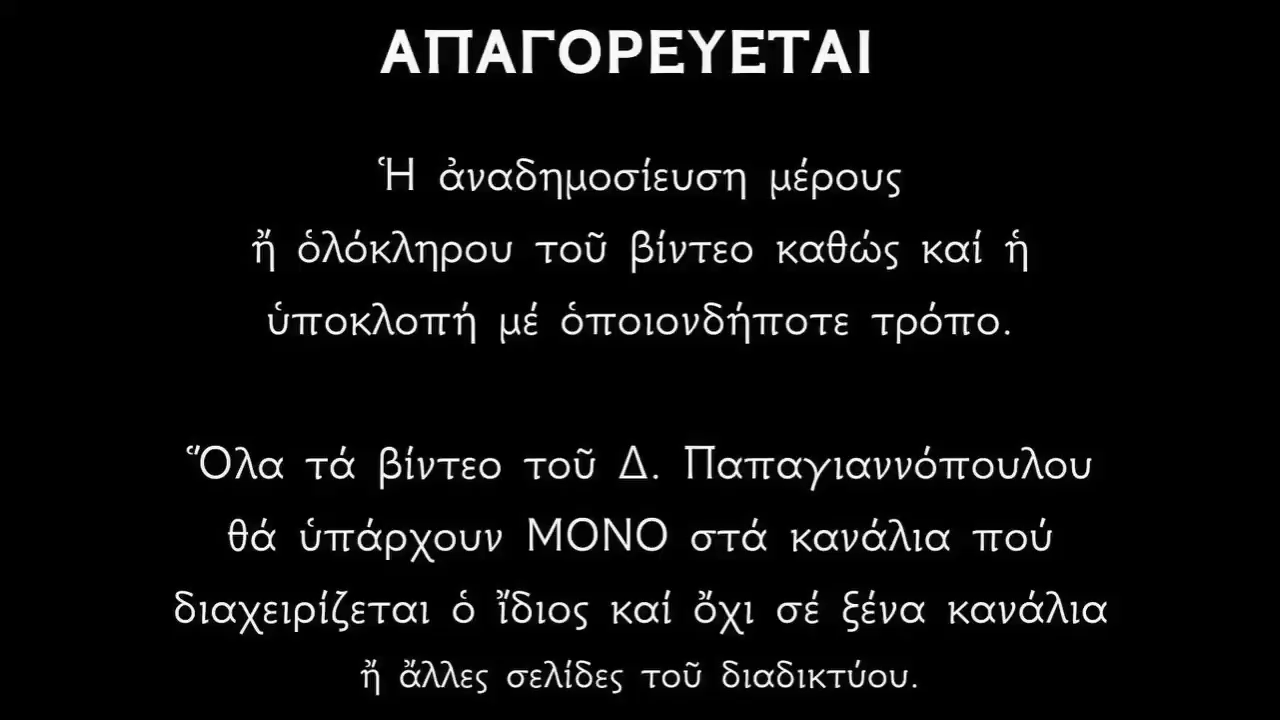 ΑΠΑΓΟΡΕΥΕΤΑΙ
Ἡ ἀναδημοσίευση μέρους
ἤ ὁλόκληρου τοῦ βίντεο καθώς καί ἡ
ὑποκλοπή μέ ὁποιονδήποτε τρόπο.
Ὅλα τά βίντεο τοῦ Δ. Παπαγιαννόπουλου
θά ὑπάρχουν ΜΟΝΟ στά κανάλια πού
διαχειρίζεται ὁ ἴδιος καί ὄχι σέ ξένα κανάλια
ἤ ἄλλες σελίδες τοῦ διαδικτύου.